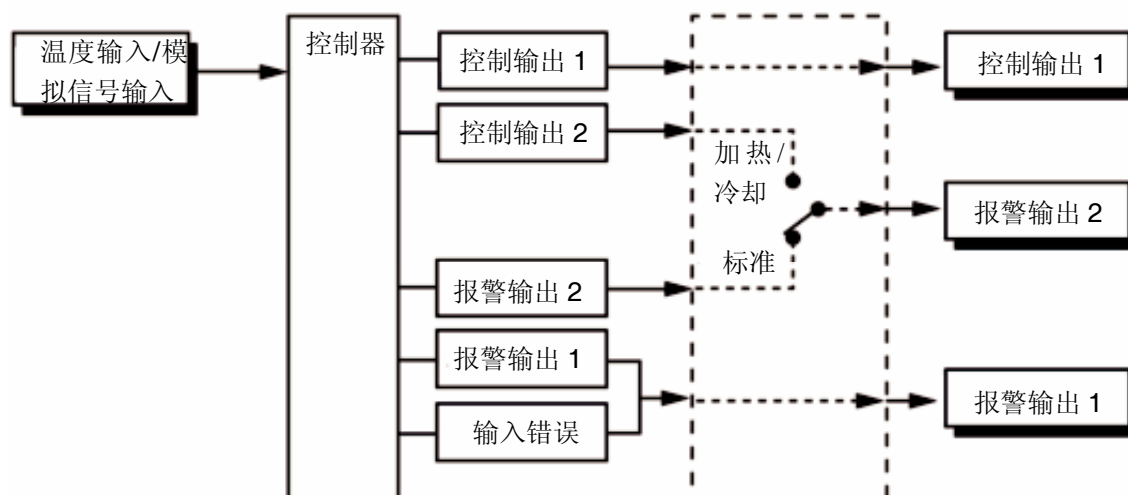 温度输入/模
拟信号输入
控制器
控制输出 1
控制输出 2
报警输出 2
报警输出 1
输入错误
加 热 /
冷却
标准
控制输出 1
报警输出 2
报警输出 1